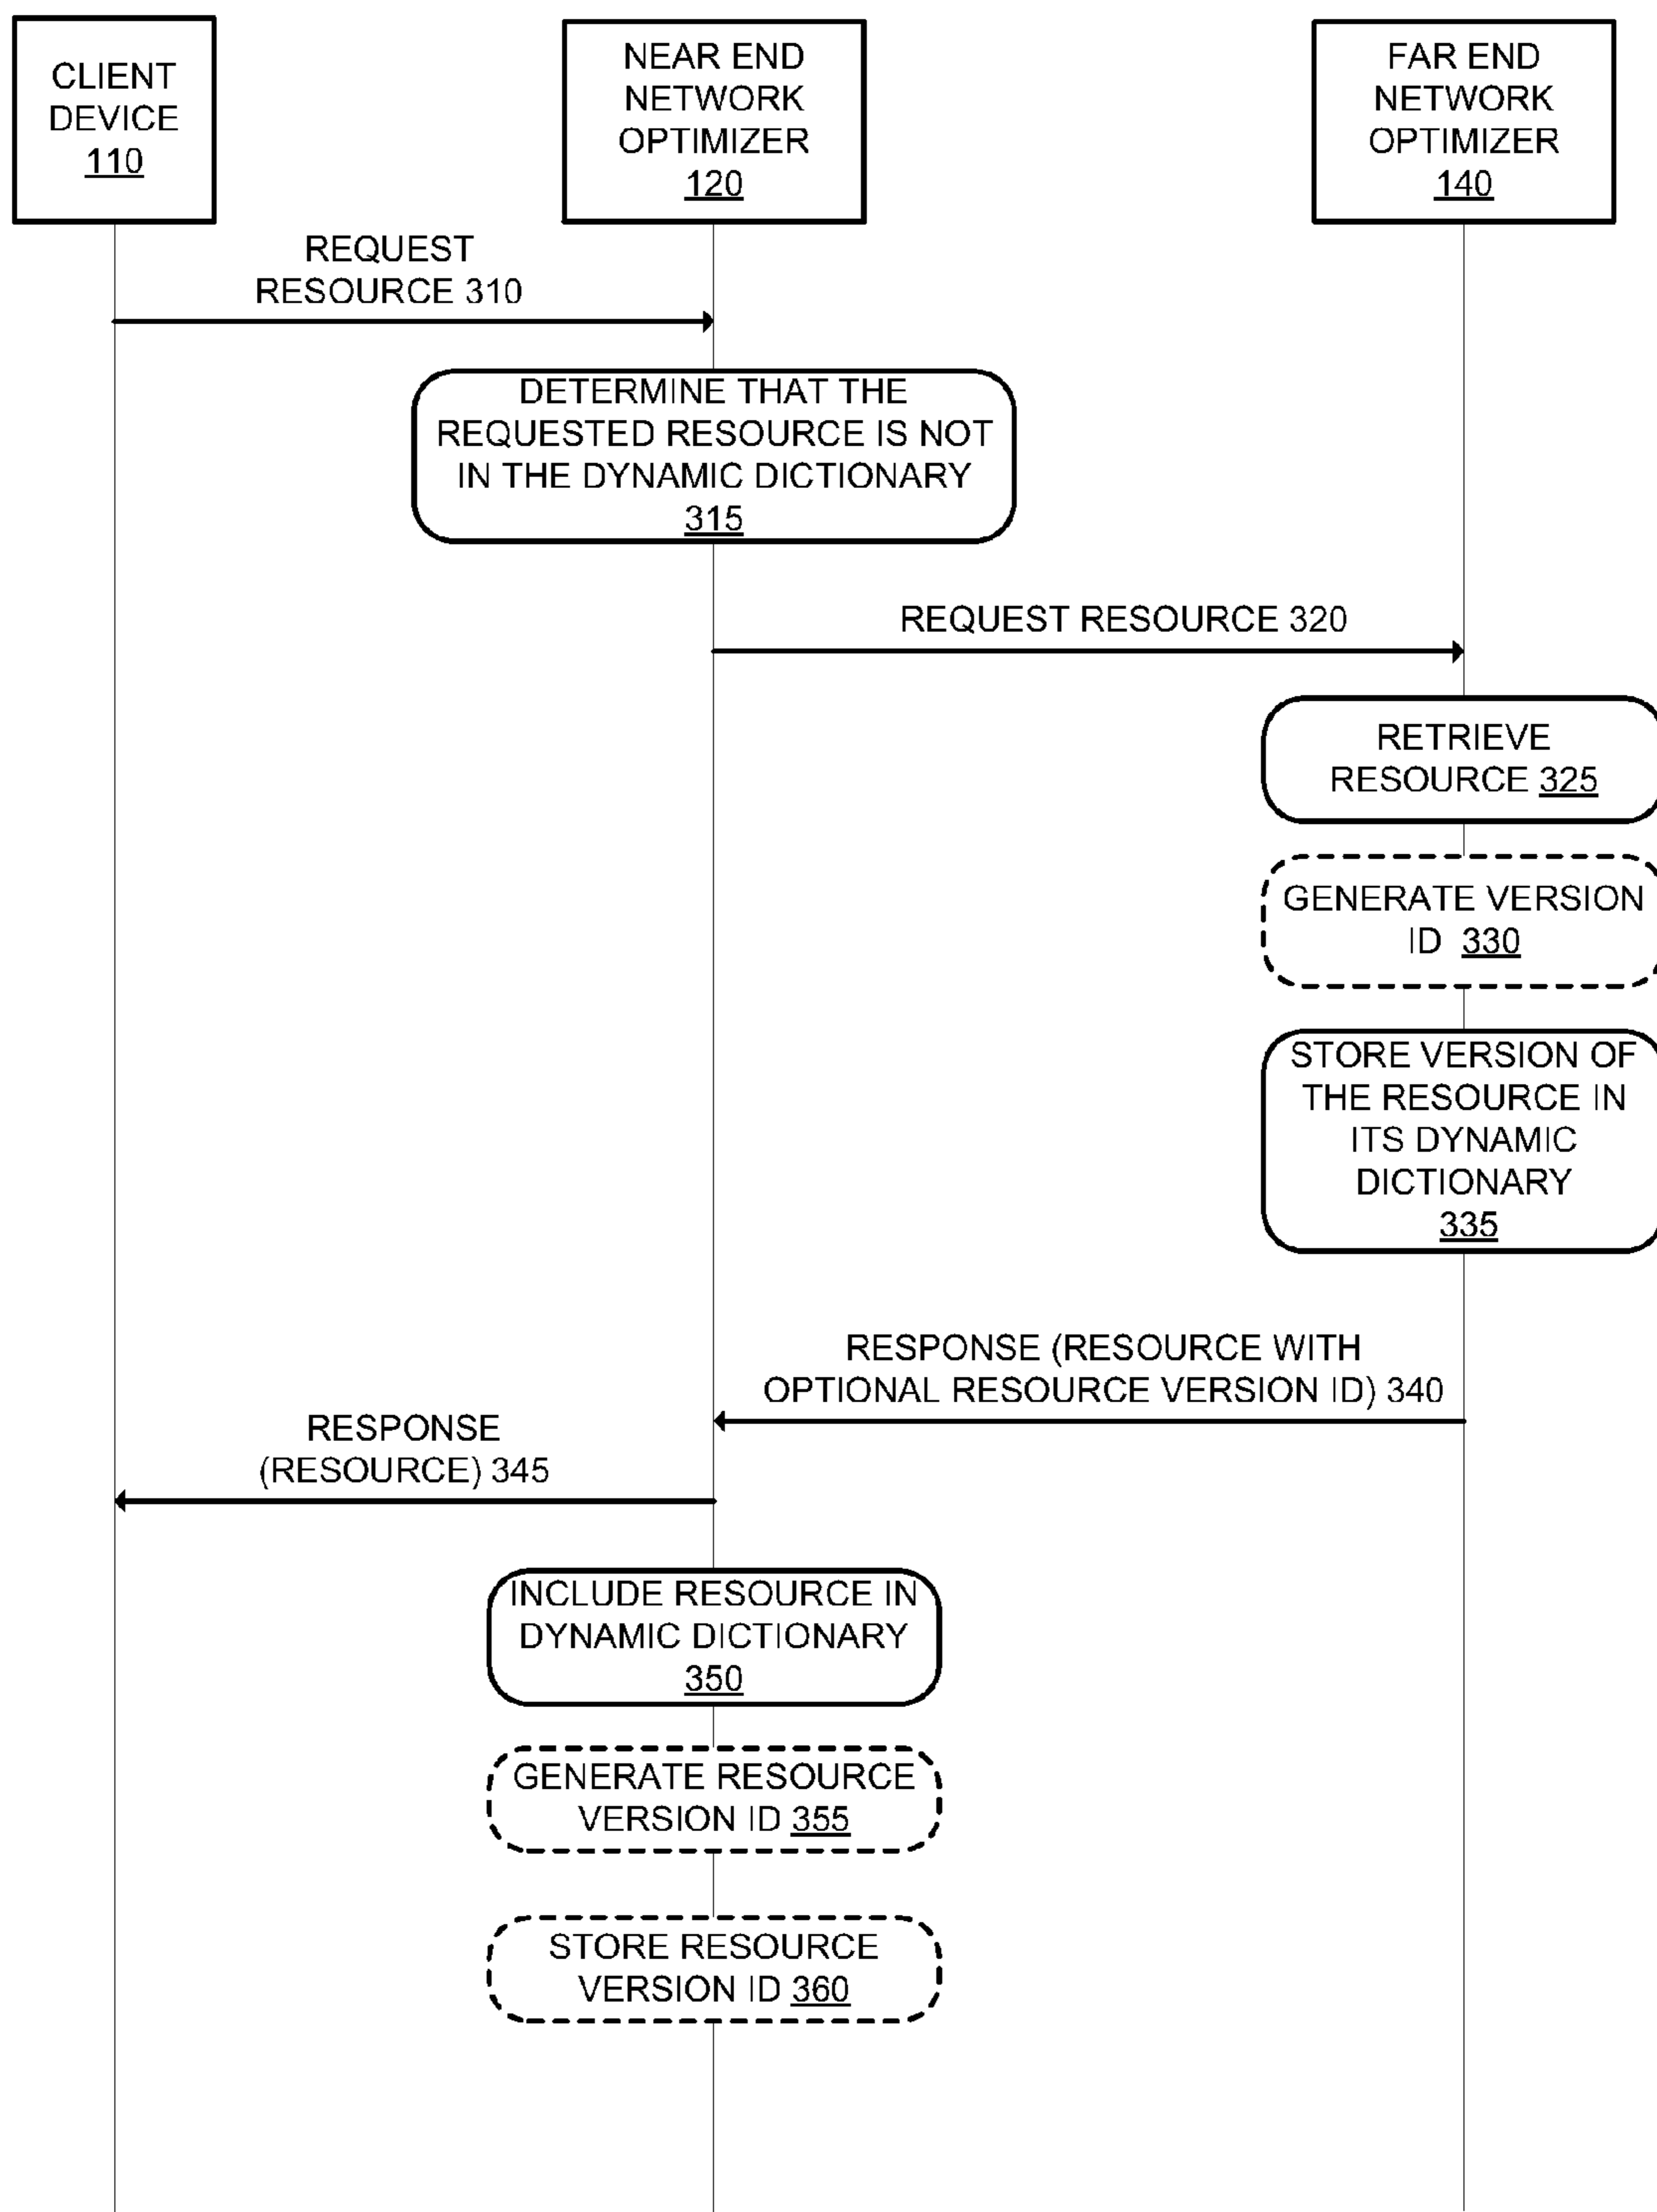 CLIENT
DEVICE
110
NEAR END
NETWORK
OPTIMIZER
120
FAR END
NETWORK
OPTIMIZER
140
REQUEST
RESOURCE 310
DETERMINE THAT THE
REQUESTED RESOURCE IS NOT
IN THE DYNAMIC DICTIONARY
315
REQUEST RESOURCE 320
RETRIEVE
RESOURCE 325
GENERATE VERSION
ID 330
STORE VERSION OF
THE RESOURCE IN
ITS DYNAMIC
DICTIONARY
335
RESPONSE (RESOURCE WITH
OPTIONAL RESOURCE VERSION ID) 340
RESPONSE
(RESOURCE) 345
INCLUDE RESOURCE IN
DYNAMIC DICTIONARY
350
GENERATE RESOURCE
VERSION ID 355
STORE RESOURCE
VERSION ID 360